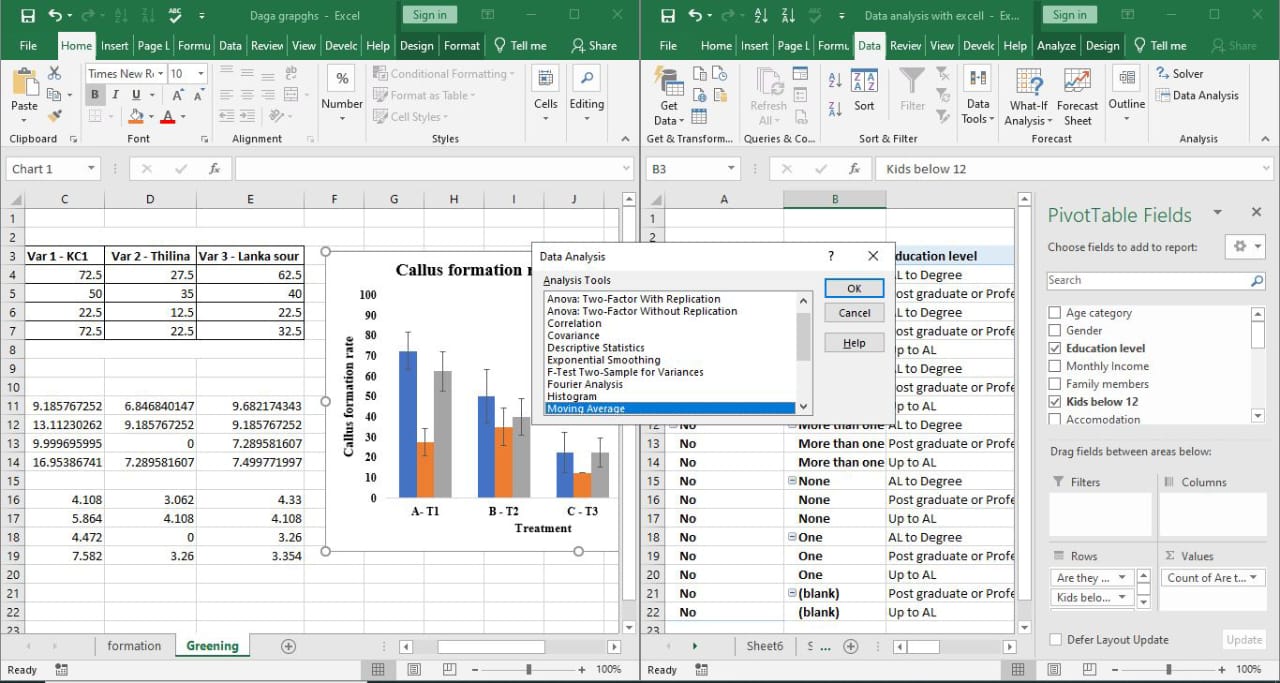 Daga grapghs - Excel
Sign in
File Home Insert Page L Formu Data Review View Develc Help Design Format Tell me Share
Paste
Clipboard
Times New R 10
B I U
Font
Alignment
%
Number
Conditional Formatting
Format as Table
Cell Styles
Styles
Cells
Editing
Chart 1
fx
C D E F G H I J
1
2
3 Var 1 - KC1 Var 2 - Thilina Var 3 - Lanka sour
4 72.5 27.5 62.5
5 50 35 40
6 22.5 12.5 22.5
7 72.5 22.5 32.5
8
9
10
11 9.185767252 6.846840147 9.682174343
12 13.11230262 9.185767252 9.185767252
13 9.999695995 0 7.289581607
14 16.95386741 7.289581607 7.499771997
15
16 4.108 3.062 4.33
17 5.864 4.108 4.108
18 4.472 0 3.26
19 7.582 3.26 3.354
20
21
22
23
Callus formation
Callus formation rate
100
90
80
70
60
50
40
30
20
10
0
A- T1 B - T2 C - T3
Treatment
formation Greening
Ready
100%
Data analysis with excell - Ex...
Sign in
File Home Insert Page L Formu Data Review View Develc Help Analyze Design Tell me Share
Get
Data
Get & Transform...
Refresh
All
Queries & Co...
Sort
Filter
Sort & Filter
Data
Tools
What-If
Analysis
Forecast
Sheet
Forecast
Outline
Solver
Data Analysis
Analysis
B3
fx
Kids below 12
A B
1
2
Data Analysis
?
Analysis Tools
Anova: Two-Factor With Replication
Anova: Two-Factor Without Replication
Correlation
Covariance
Descriptive Statistics
Exponential Smoothing
F-Test Two-Sample for Variances
Fourier Analysis
Histogram
Moving Average
OK
Cancel
Help
ducation level
L to Degree
ost graduate or Profe
L to Degree
ost graduate or Profe
p to AL
L to Degree
ost graduate or Profe
p to AL
12 No More than one AL to Degree
13 No More than one Post graduate or Profe
14 No More than one Up to AL
15 No None AL to Degree
16 No None Post graduate or Profe
17 No None Up to AL
18 No One AL to Degree
19 No One Post graduate or Profe
20 No One Up to AL
21 No (blank) Post graduate or Profe
22 No (blank) Up to AL
23
Sheet6 S ...
Ready
100%
PivotTable Fields
Choose fields to add to report:
Search
Age category
Gender
Education level
Monthly Income
Family members
Kids below 12
Accomodation
Drag fields between areas below:
Filters
Columns
Rows
Σ Values
Are they ...
Kids belo...
Count of Are t...
Defer Layout Update
Update